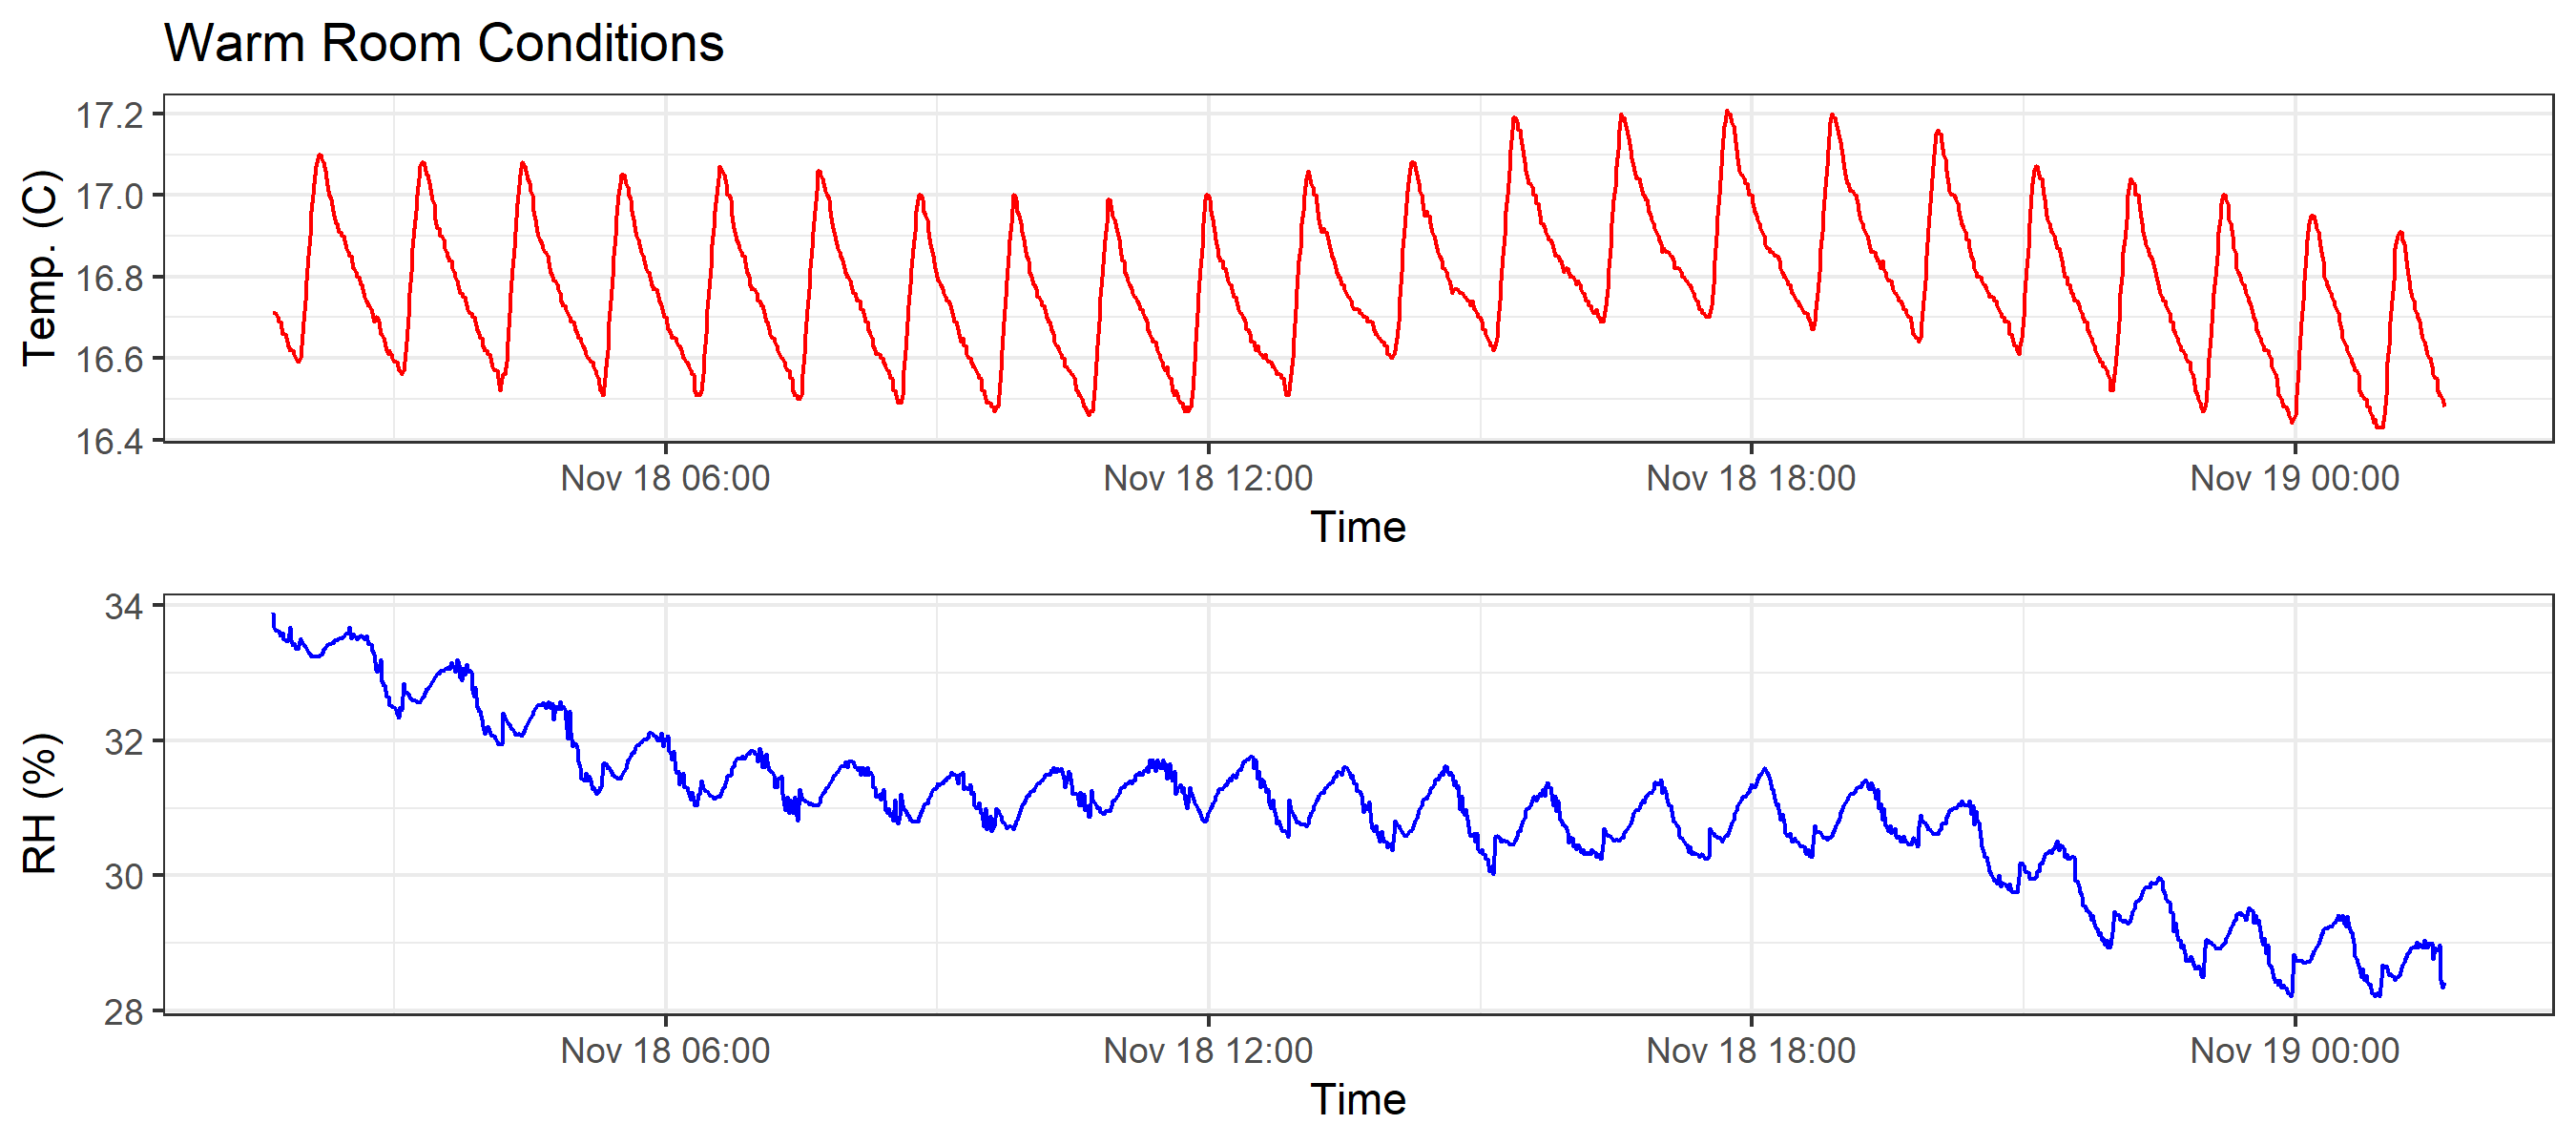 Warm Room Conditions
Temp. (C)
17.2
17.0
16.8
16.6
16.4
Nov 18 06:00 Nov 18 12:00 Nov 18 18:00 Nov 19 00:00
Time
RH (%)
34
32
30
28
Nov 18 06:00 Nov 18 12:00 Nov 18 18:00 Nov 19 00:00
Time